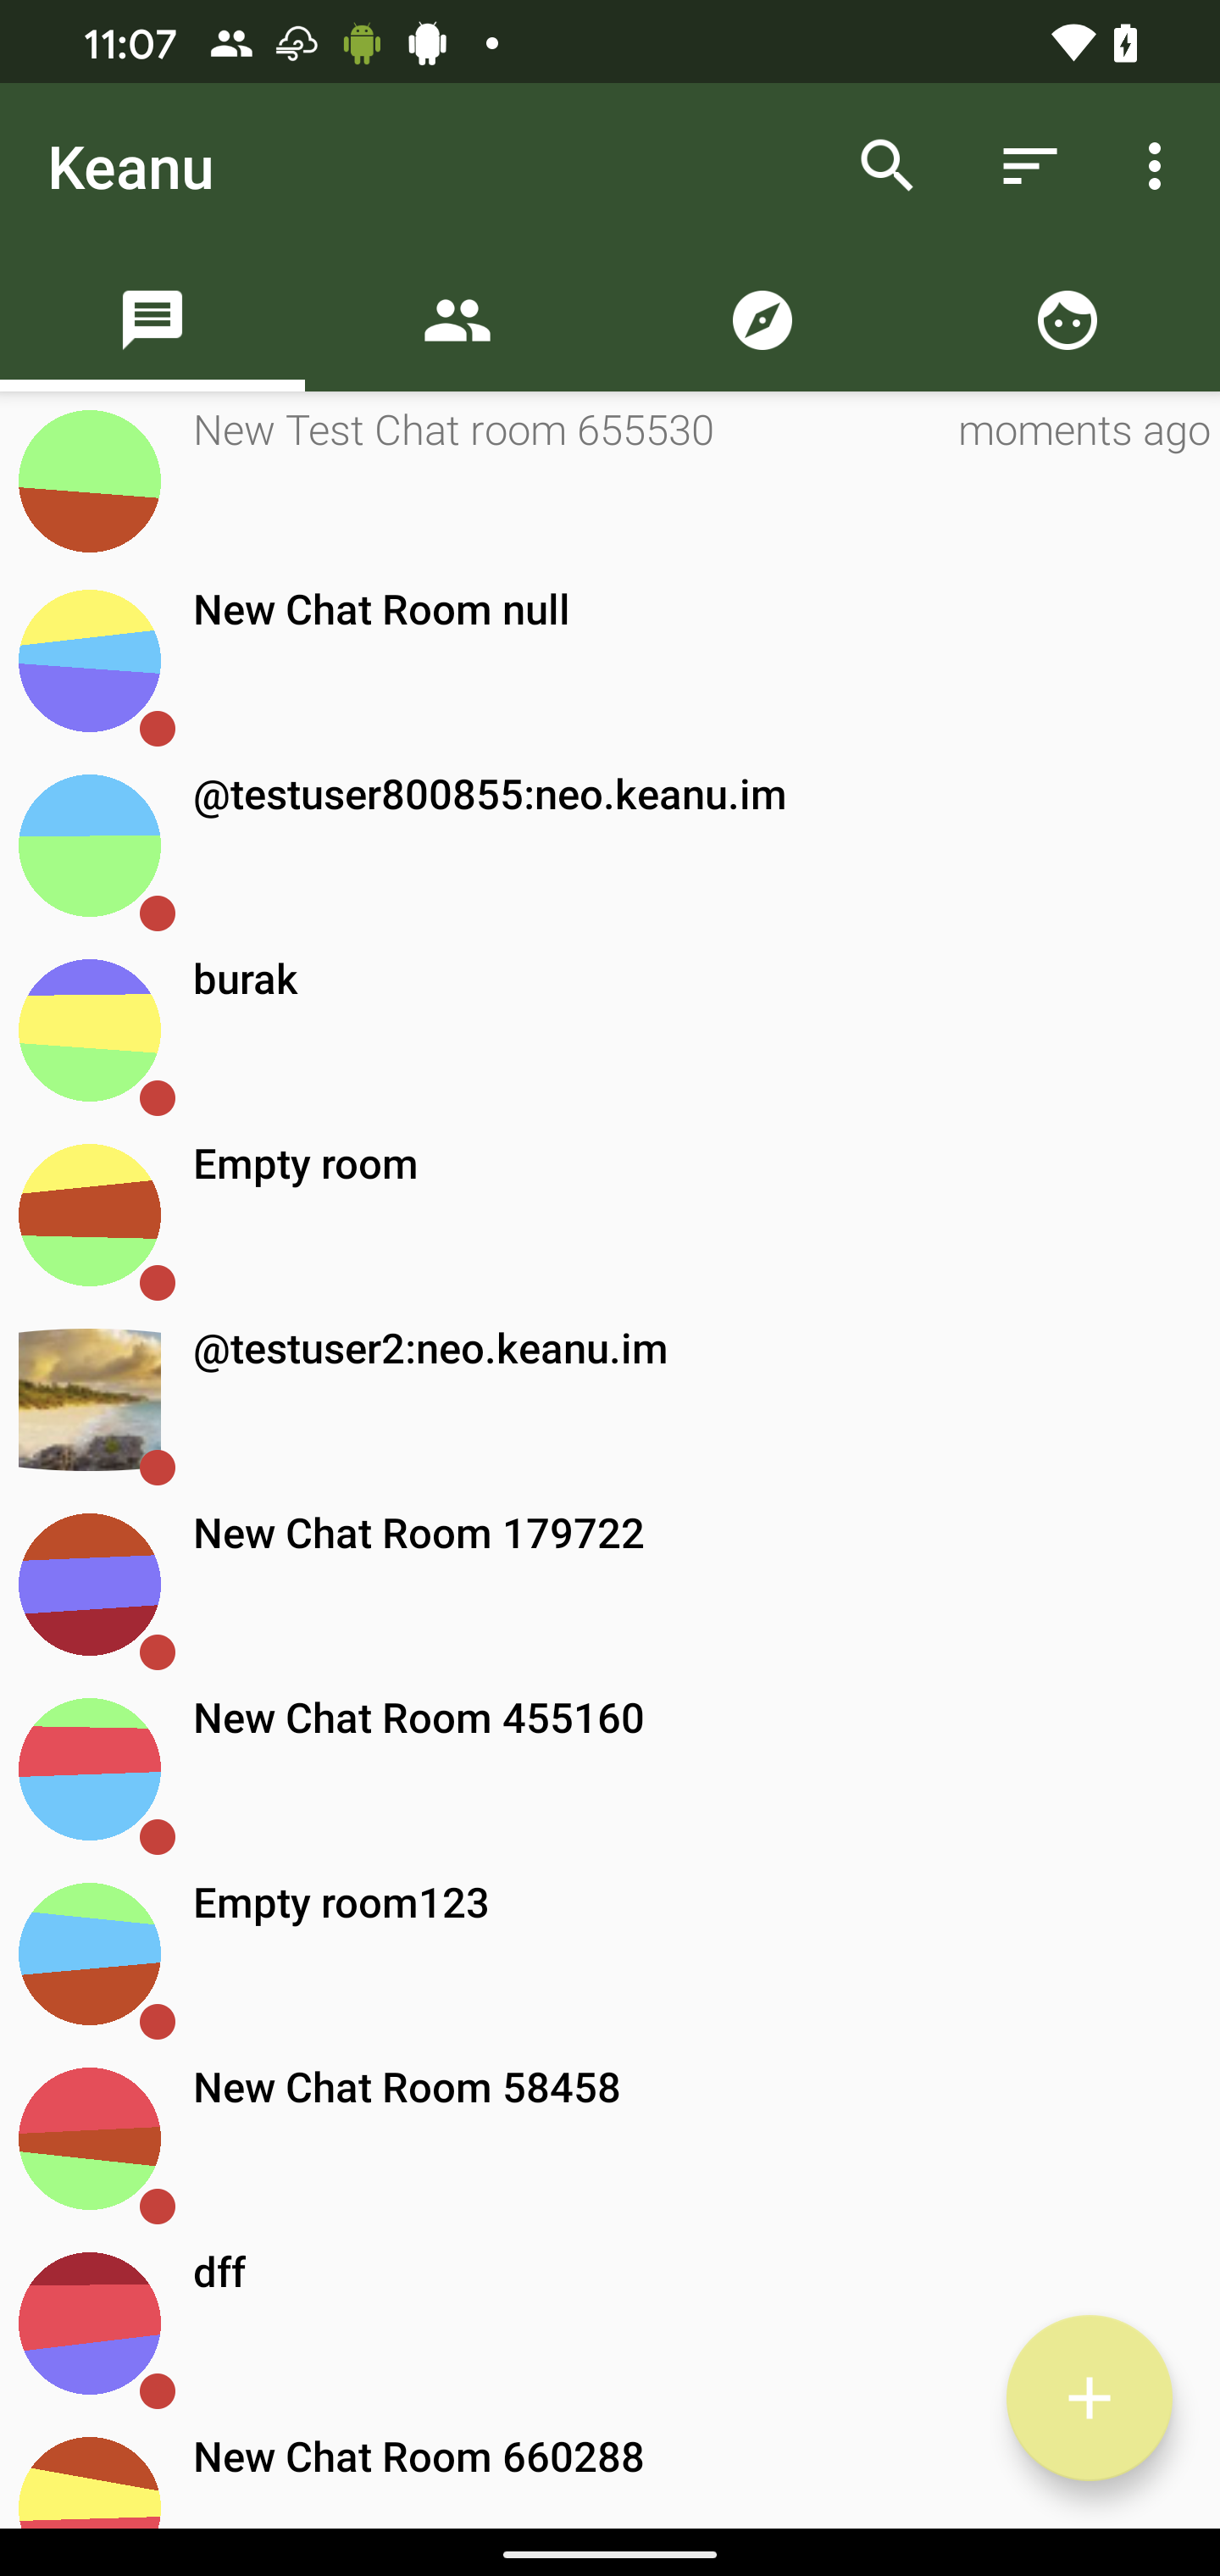 11:07
Keanu
New Test Chat room 655530 moments ago
New Chat Room null
@testuser800855:neo.keanu.im
burak
Empty room
@testuser2:neo.keanu.im
New Chat Room 179722
New Chat Room 455160
Empty room123
New Chat Room 58458
dff
New Chat Room 660288